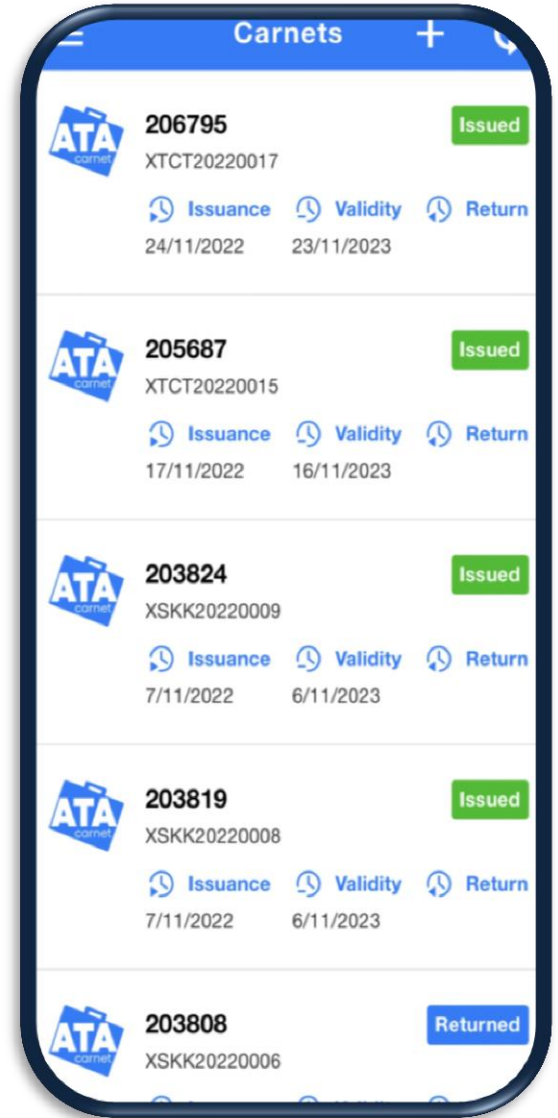 Carnets
ATA carnet
206795
Issued
XTCT20220017
Issuance Validity Return
24/11/2022 23/11/2023
ATA carnet
205687
Issued
XTCT20220015
Issuance Validity Return
17/11/2022 16/11/2023
ATA carnet
203824
Issued
XSKK20220009
Issuance Validity Return
7/11/2022 6/11/2023
ATA carnet
203819
Issued
XSKK20220008
Issuance Validity Return
7/11/2022 6/11/2023
ATA carnet
203808
Returned
XSKK20220006